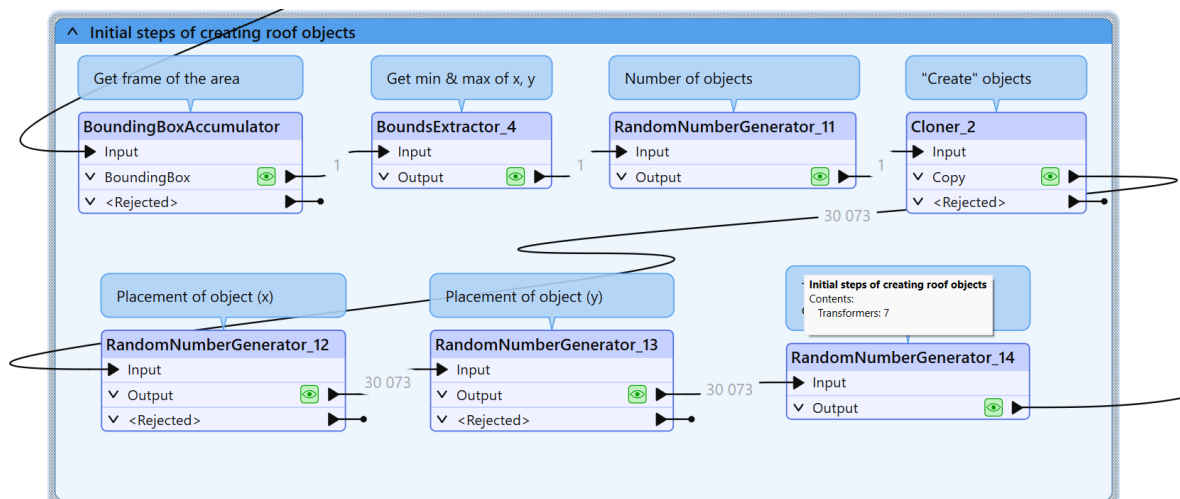 Initial steps of creating roof objects
Get frame of the area
Get min & max of x, y
Number of objects
"Create" objects
BoundingBoxAccumulator
BoundsExtractor_4
RandomNumberGenerator_11
Cloner_2
Input
Input
Input
Input
BoundingBox
1
Output
1
Output
1
Copy
<Rejected>
<Rejected>
30 073
Placement of object (x)
Placement of object (y)
Initial steps of creating roof objects
Contents:
Transformers: 7
RandomNumberGenerator_12
RandomNumberGenerator_13
RandomNumberGenerator_14
Input
Input
Input
30 073
30 073
Output
Output
Output
<Rejected>
<Rejected>